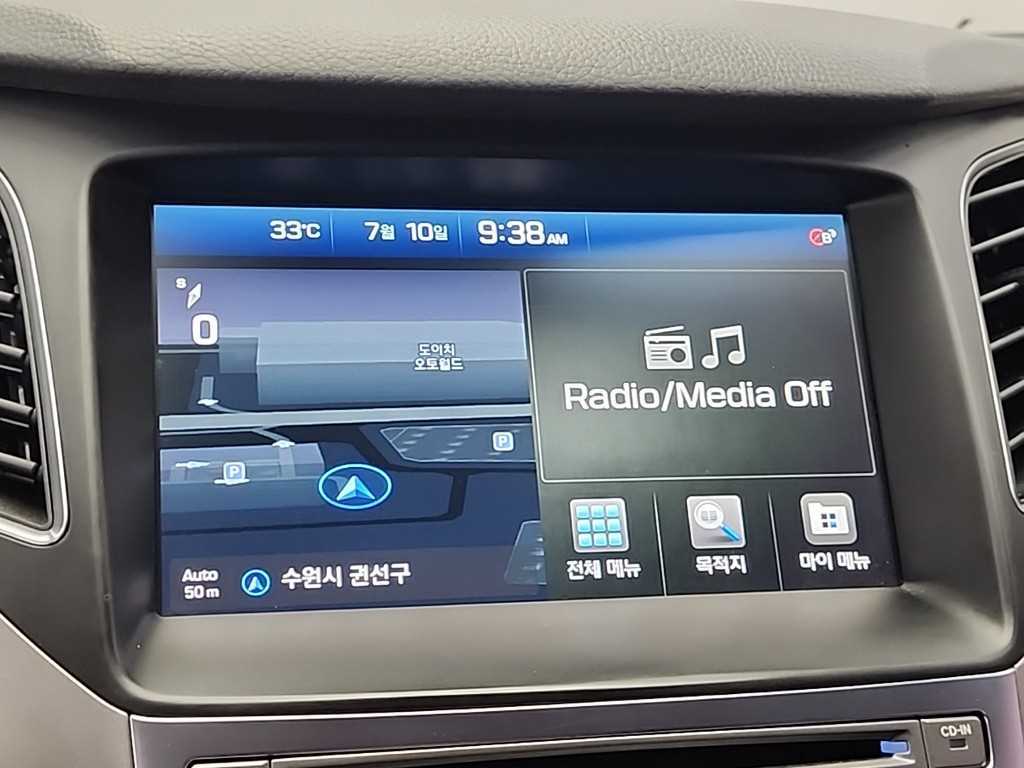 33°C 7월 10일 9:38 AM
B
S
0
도이치
오토월드
P
P
Radio/Media Off
Auto
50 m
수원시 권선구
전체 메뉴
목적지
마이 메뉴
CD-IN